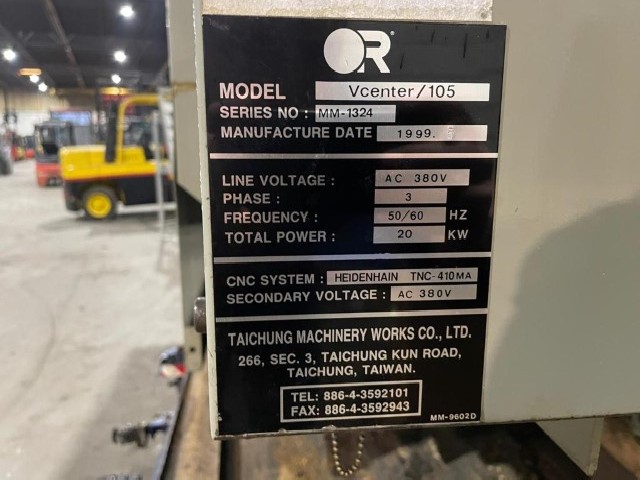 R
MODEL Vcenter/105
SERIES NO : MM-1324
MANUFACTURE DATE 1999.
LINE VOLTAGE : AC 380V
PHASE : 3
FREQUENCY : 50/60 HZ
TOTAL POWER : 20 KW
CNC SYSTEM : HEIDENHAIN TNC-410MA
SECONDARY VOLTAGE : AC 380V
TAICHUNG MACHINERY WORKS CO., LTD.
266, SEC. 3, TAICHUNG KUN ROAD,
TAICHUNG, TAIWAN.
TEL: 886-4-3592101
FAX: 886-4-3592943
MM-9602D